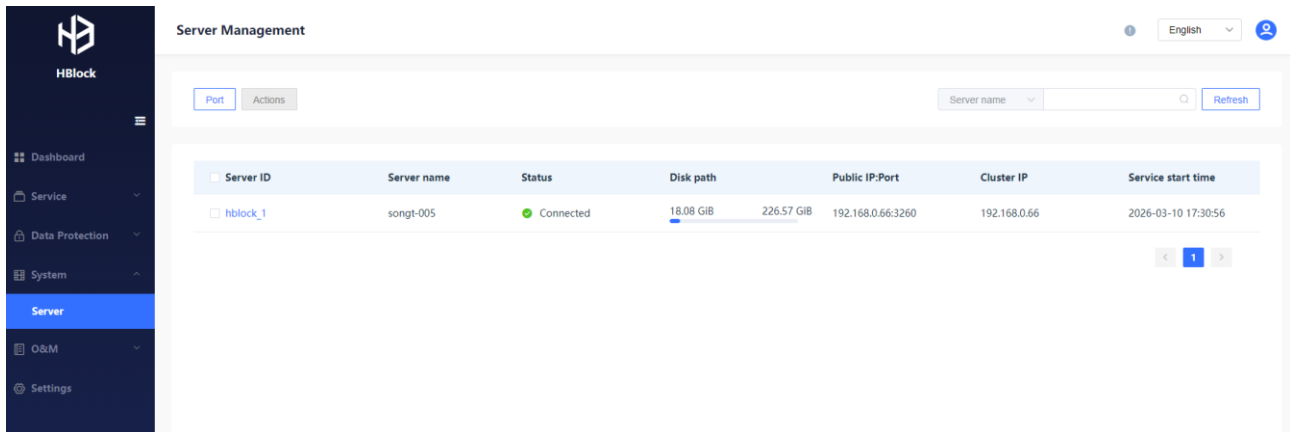 HBlock
Server Management
English
Port Actions
Server name
Refresh
Dashboard
Service
Data Protection
System
Server
O&M
Settings
Server ID Server name Status Disk path Public IP:Port Cluster IP Service start time
hblock_1 songt-005 Connected 18.08 GiB 226.57 GiB 192.168.0.66:3260 192.168.0.66 2026-03-10 17:30:56
1